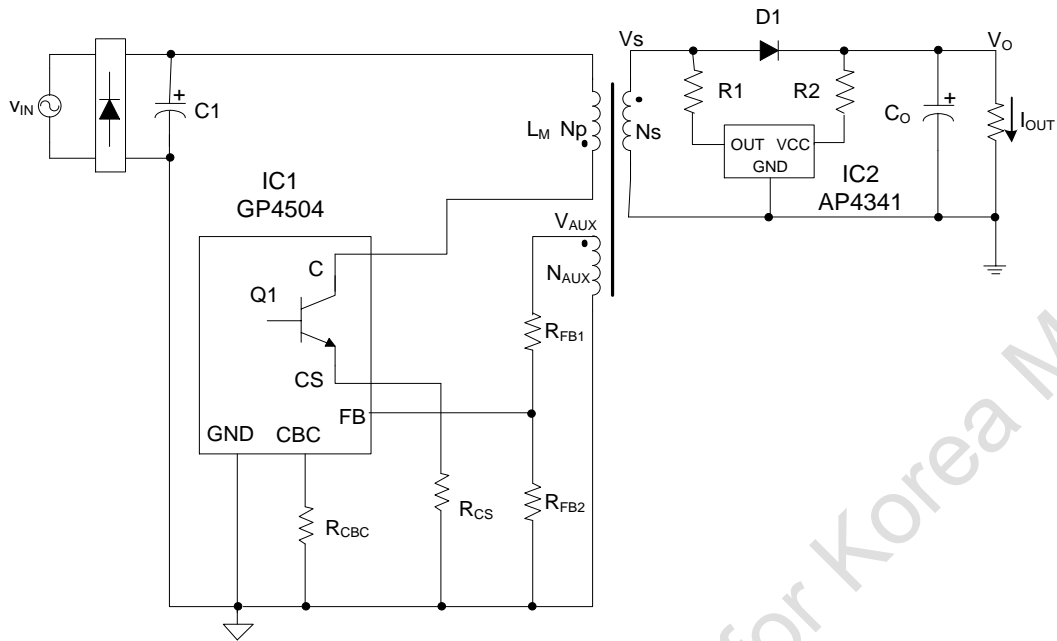 D1
Vs
VO
vIN
C1
+
R1
R2
+
CO
IOUT
LM Np
Ns
OUT VCC
GND
IC2
AP4341
IC1
GP4504
VAUX
NAUX
C
Q1
RFB1
CS
FB
GND
CBC
RCS
RFB2
RCBC
for Korea M